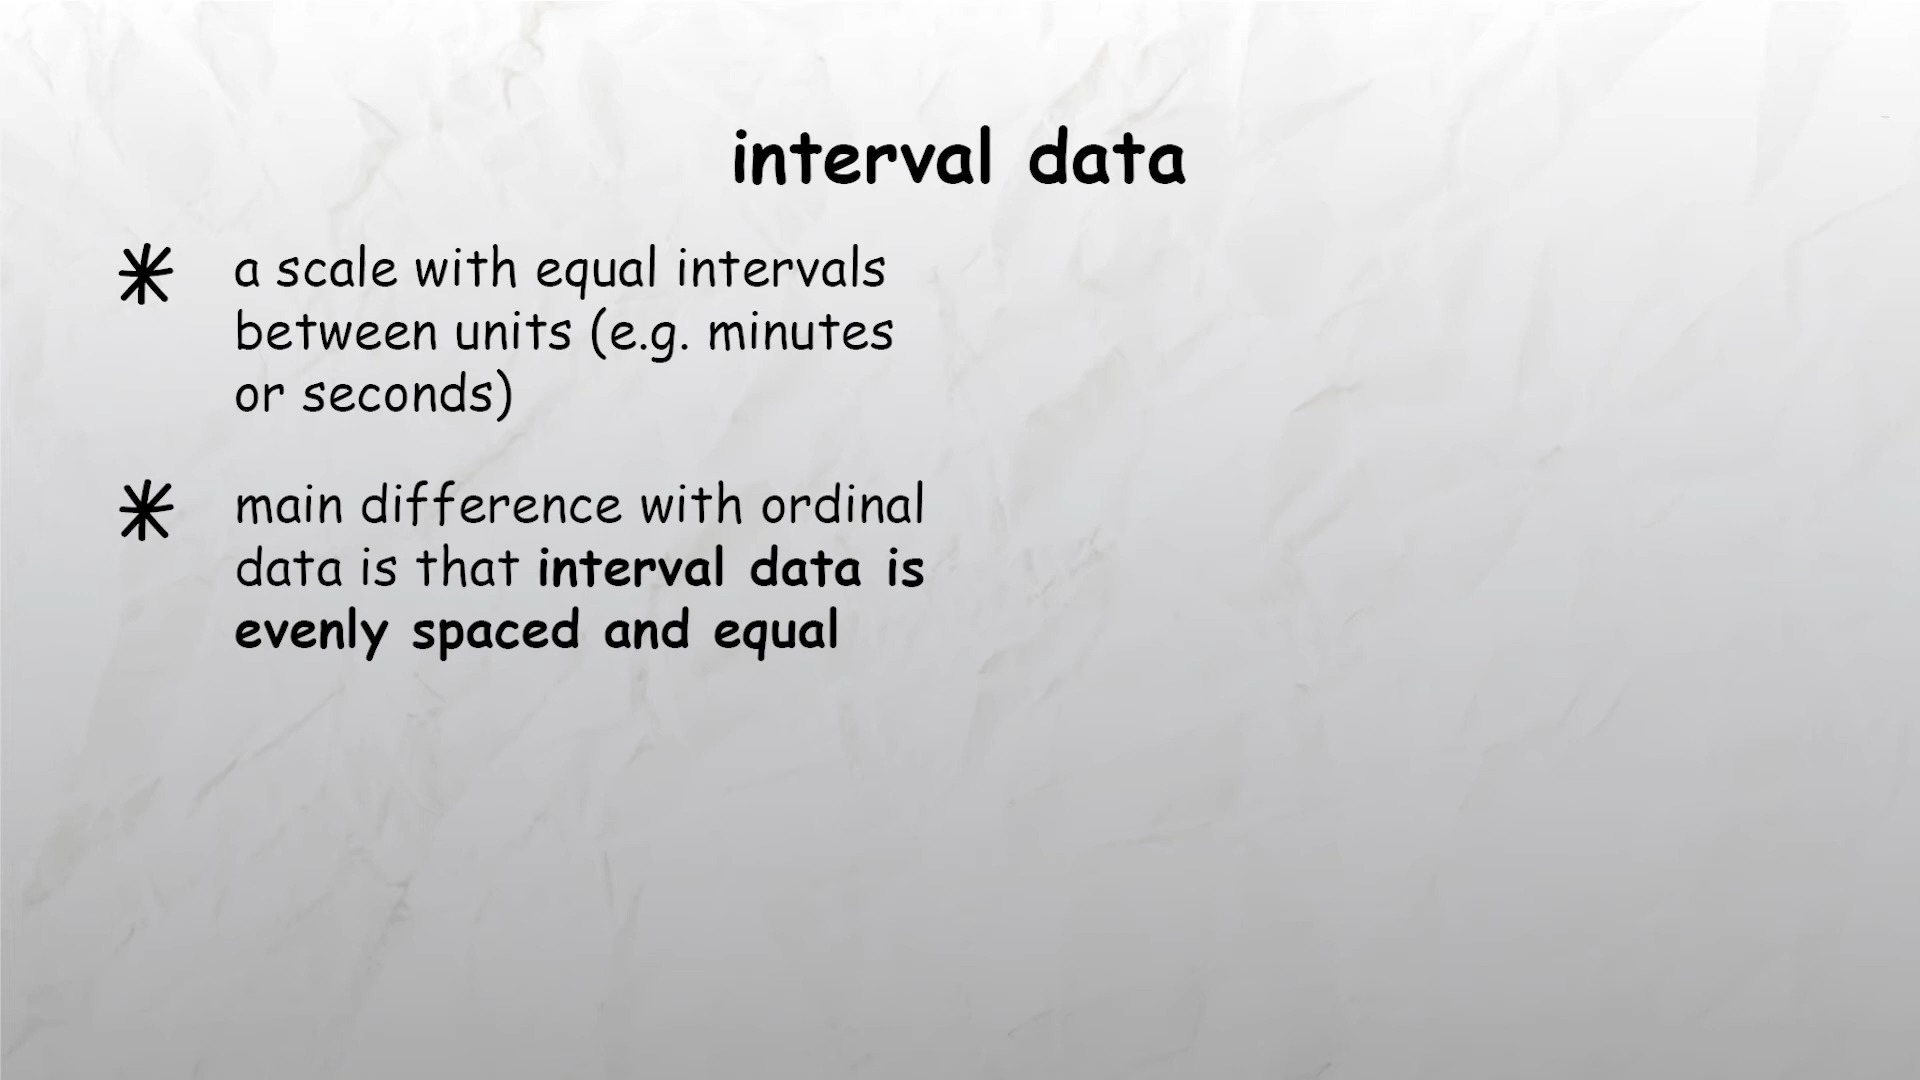 interval data
a scale with equal intervals
between units (e.g. minutes
or seconds)
main difference with ordinal
data is that interval data is
evenly spaced and equal